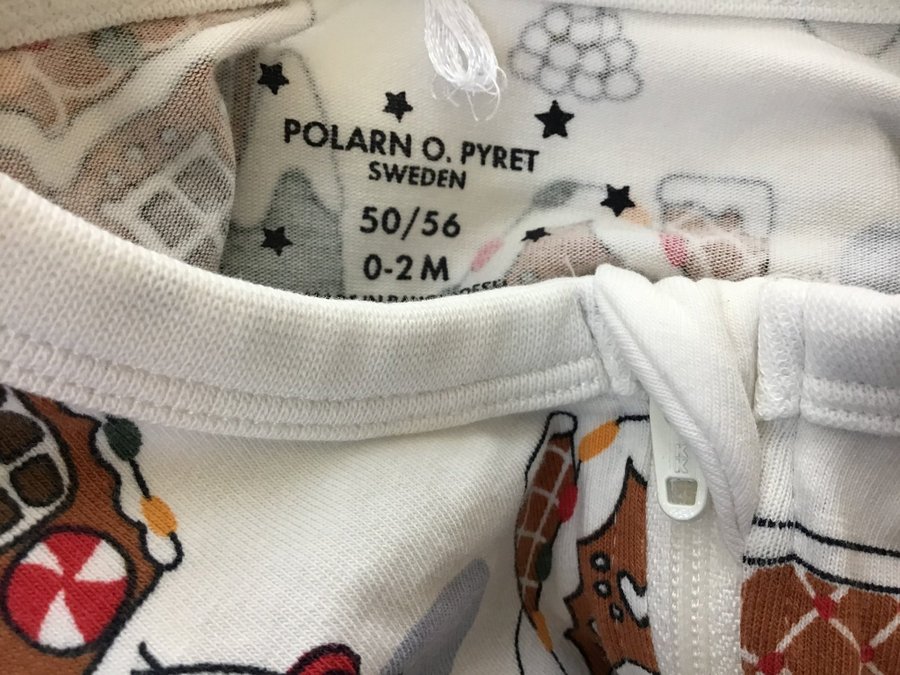 POLARN O. PYRET
SWEDEN
50/56
0-2 M